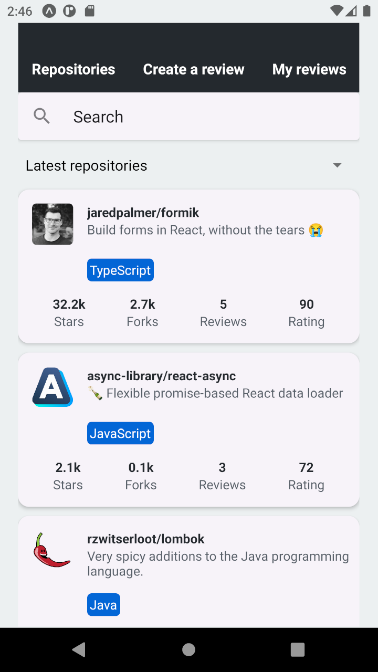 2:46
Repositories Create a review My reviews
Search
Latest repositories
jaredpalmer/formik
Build forms in React, without the tears 😭
TypeScript
32.2k 2.7k 5 90
Stars Forks Reviews Rating
A
async-library/react-async
🍾 Flexible promise-based React data loader
JavaScript
2.1k 0.1k 3 72
Stars Forks Reviews Rating
rzwitserloot/lombok
Very spicy additions to the Java programming
language.
Java